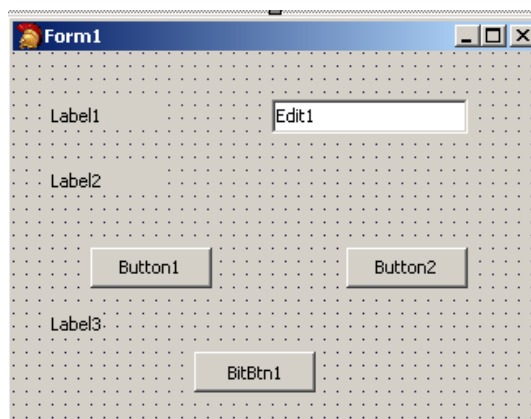 Form1
Label1 Edit1
Label2
Button1 Button2
Label3
BitBtn1